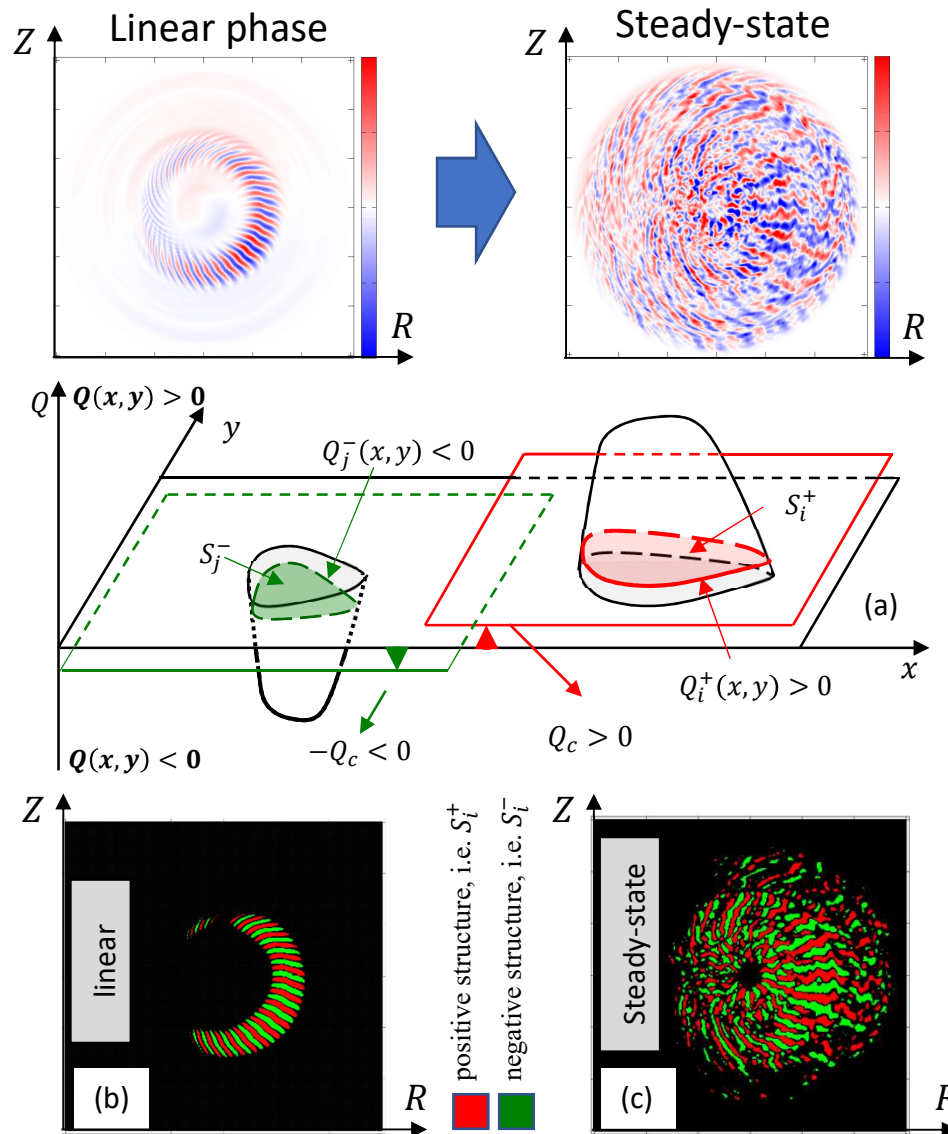 Linear phase
Steady-state
Z
R
Z
R
Q
Q(x, y) > 0
y
Q_j^-(x, y) < 0
S_j^-
S_i^+
(a)
x
Q_i^+(x, y) > 0
-Q_c < 0
Q_c > 0
Q(x, y) < 0
Z
linear
(b)
R
positive structure, i.e. S_i^+
negative structure, i.e. S_i^-
Z
Steady-state
(c)
R